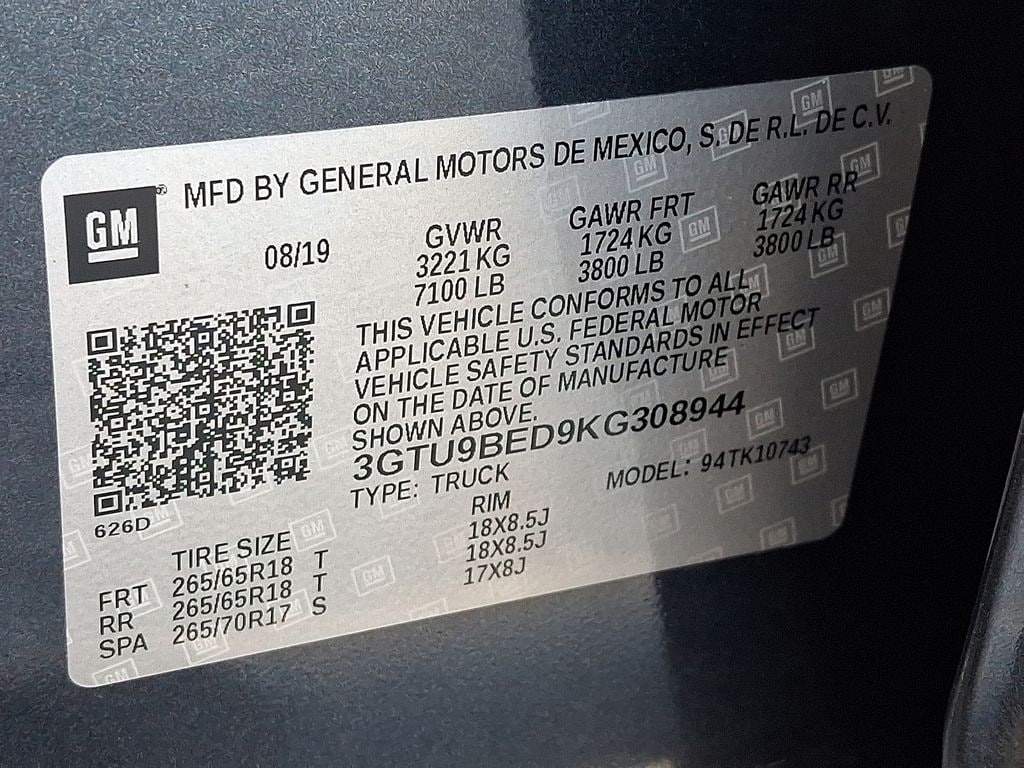 MFD BY GENERAL MOTORS DE MEXICO, S. DE R.L. DE C.V.
GM
08/19
GVWR
3221 KG
7100 LB
GAWR FRT
1724 KG
3800 LB
GAWR RR
1724 KG
3800 LB
THIS VEHICLE CONFORMS TO ALL
APPLICABLE U.S. FEDERAL MOTOR
VEHICLE SAFETY STANDARDS IN EFFECT
ON THE DATE OF MANUFACTURE
SHOWN ABOVE.
3GTU9BED9KG308944
TYPE: TRUCK
MODEL: 94TK10743
626D
TIRE SIZE
RIM
FRT 265/65R18 T 18X8.5J
RR 265/65R18 T 18X8.5J
SPA 265/70R17 S 17X8J